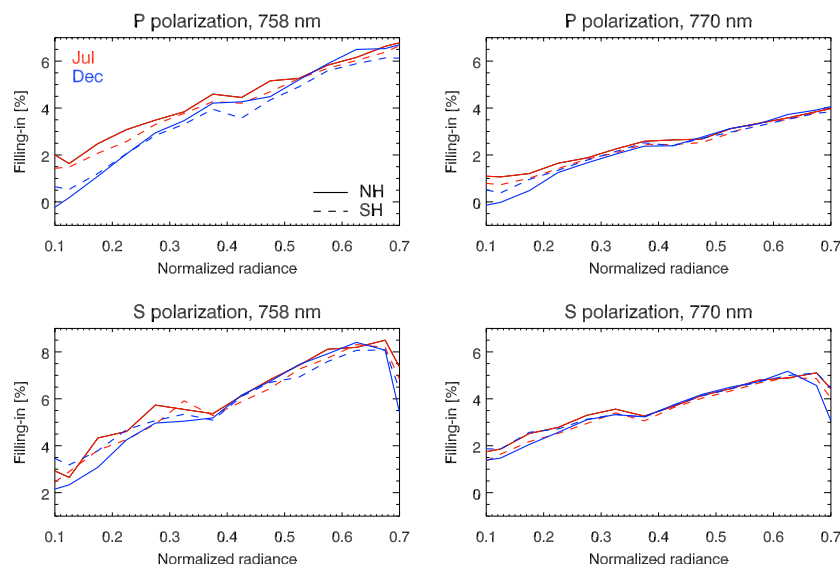 P polarization, 758 nm
Filling-in [%]
6
4
2
0
Jul
Dec
NH
SH
0.1 0.2 0.3 0.4 0.5 0.6 0.7
Normalized radiance
P polarization, 770 nm
Filling-in [%]
6
4
2
0
0.1 0.2 0.3 0.4 0.5 0.6 0.7
Normalized radiance
S polarization, 758 nm
Filling-in [%]
8
6
4
2
0.1 0.2 0.3 0.4 0.5 0.6 0.7
Normalized radiance
S polarization, 770 nm
Filling-in [%]
6
4
2
0
0.1 0.2 0.3 0.4 0.5 0.6 0.7
Normalized radiance